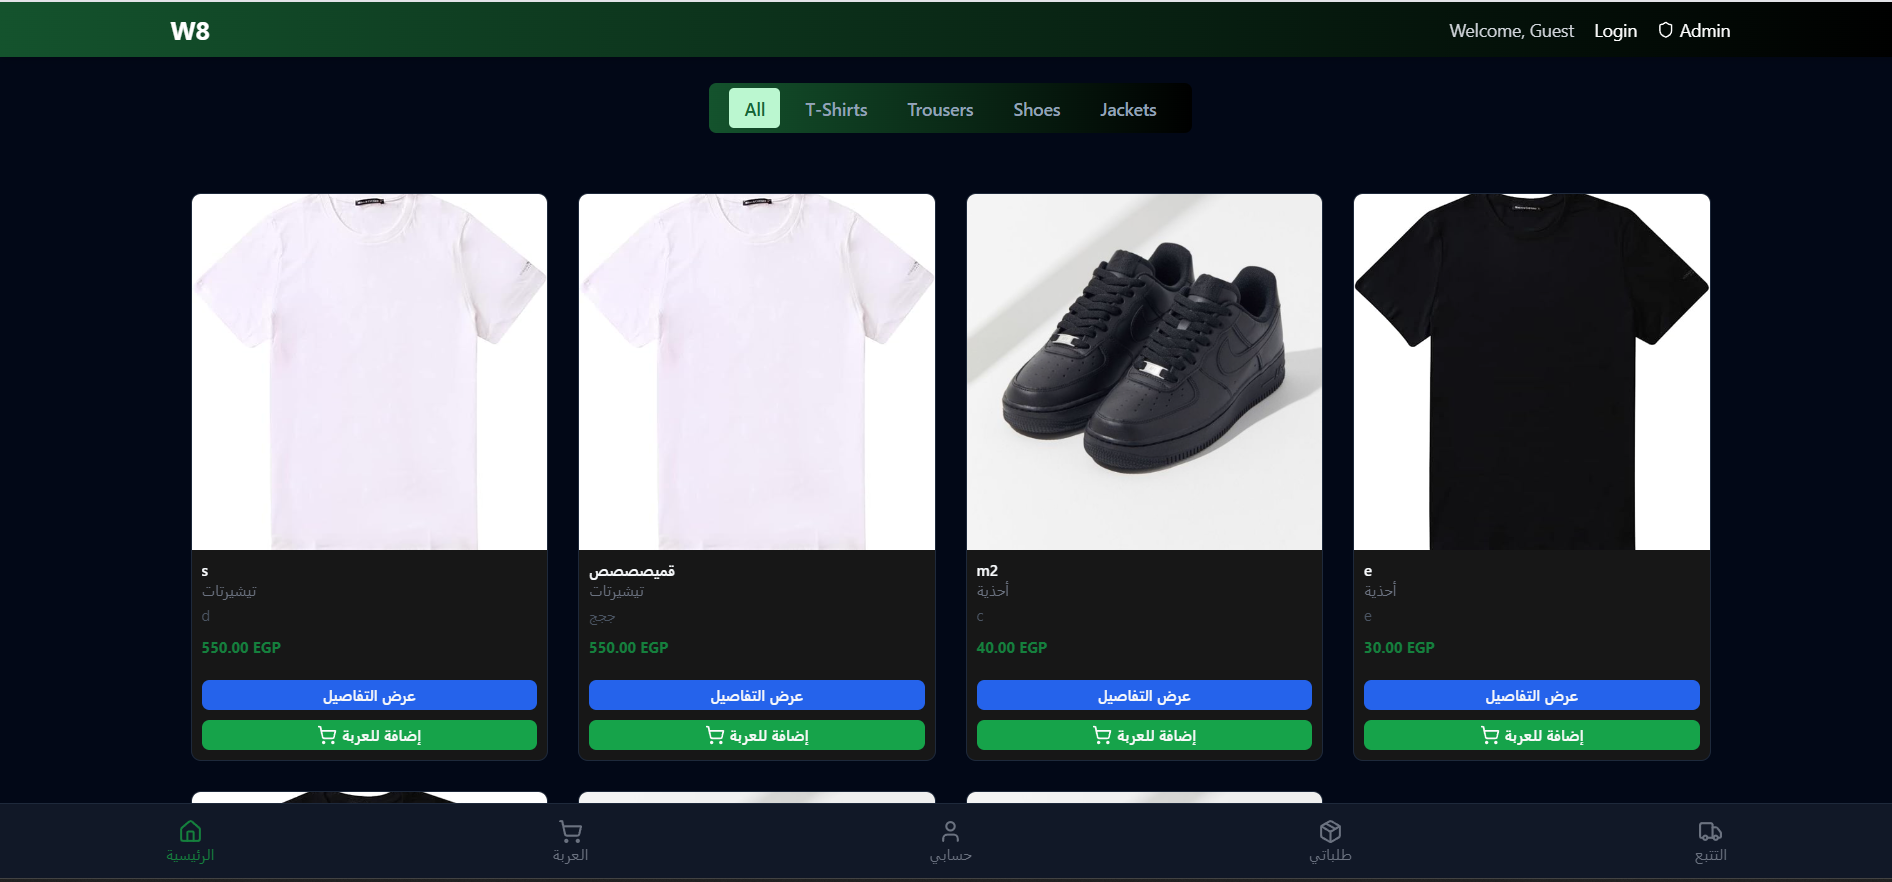 W8
Welcome, Guest
Login
Admin
All
T-Shirts
Trousers
Shoes
Jackets
s
تيشيرتات
d
550.00 EGP
عرض التفاصيل
إضافة للعربة
قميصصصص
تيشيرتات
ججج
550.00 EGP
عرض التفاصيل
إضافة للعربة
m2
أحذية
c
40.00 EGP
عرض التفاصيل
إضافة للعربة
e
أحذية
e
30.00 EGP
عرض التفاصيل
إضافة للعربة
الرئيسية
العربة
حسابي
طلباتي
التتبع